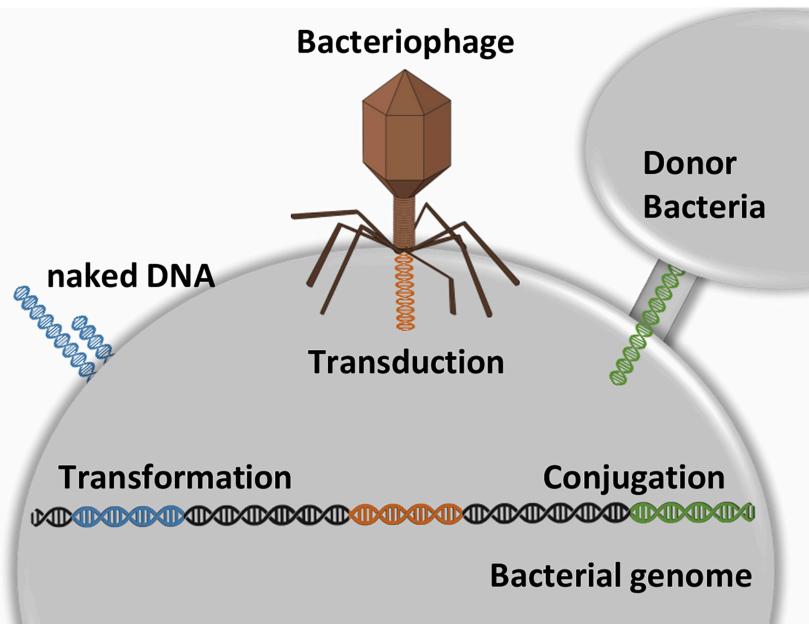 Bacteriophage
Donor
Bacteria
naked DNA
Transduction
Transformation
Conjugation
Bacterial genome